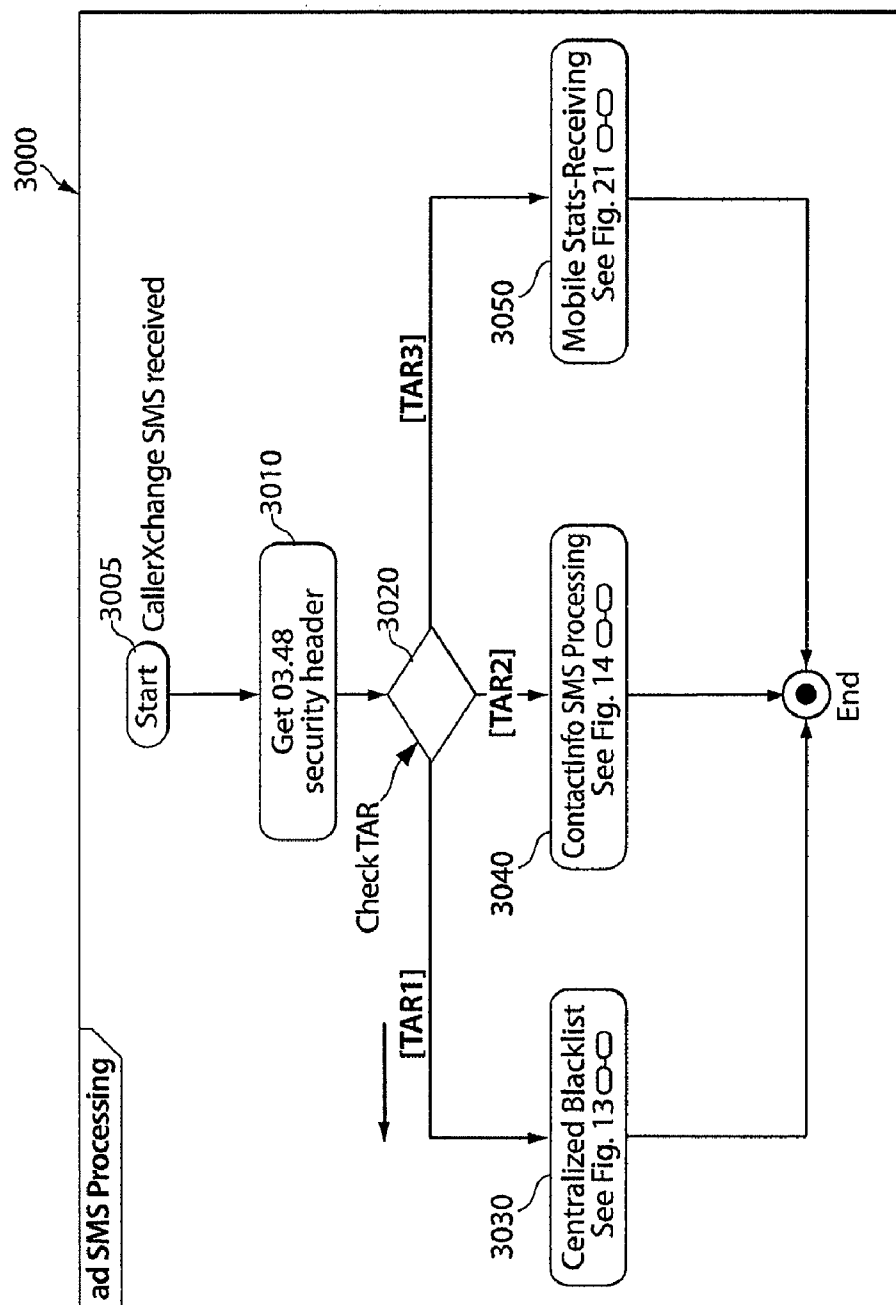 ad SMS Processing
3000
3005
Start
CallerXchange SMS received
3010
Get 03.48
security header
3020
Check TAR
[TAR1]
[TAR2]
[TAR3]
3030
Centralized Blacklist
See Fig. 13
3040
ContactInfo SMS Processing
See Fig. 14
3050
Mobile Stats-Receiving
See Fig. 21
End